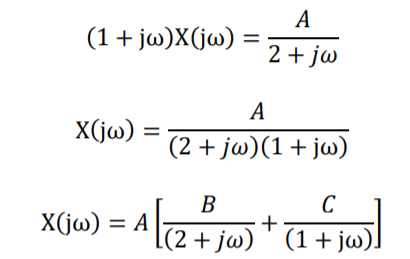 (1 + jω)X(jω) = A / (2 + jω)
X(jω) = A / ((2 + jω)(1 + jω))
X(jω) = A [ B / (2 + jω) + C / (1 + jω) ]